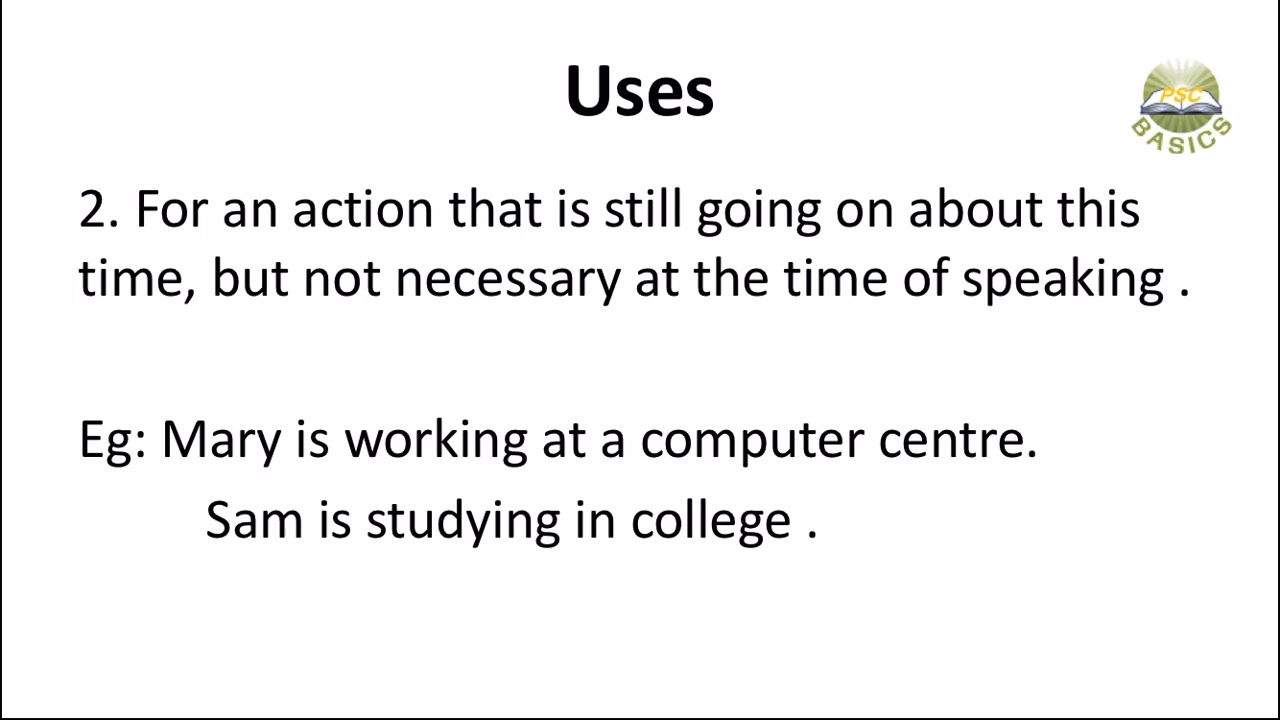 Uses
PSC
BASICS
2. For an action that is still going on about this
time, but not necessary at the time of speaking .
Eg: Mary is working at a computer centre.
Sam is studying in college .